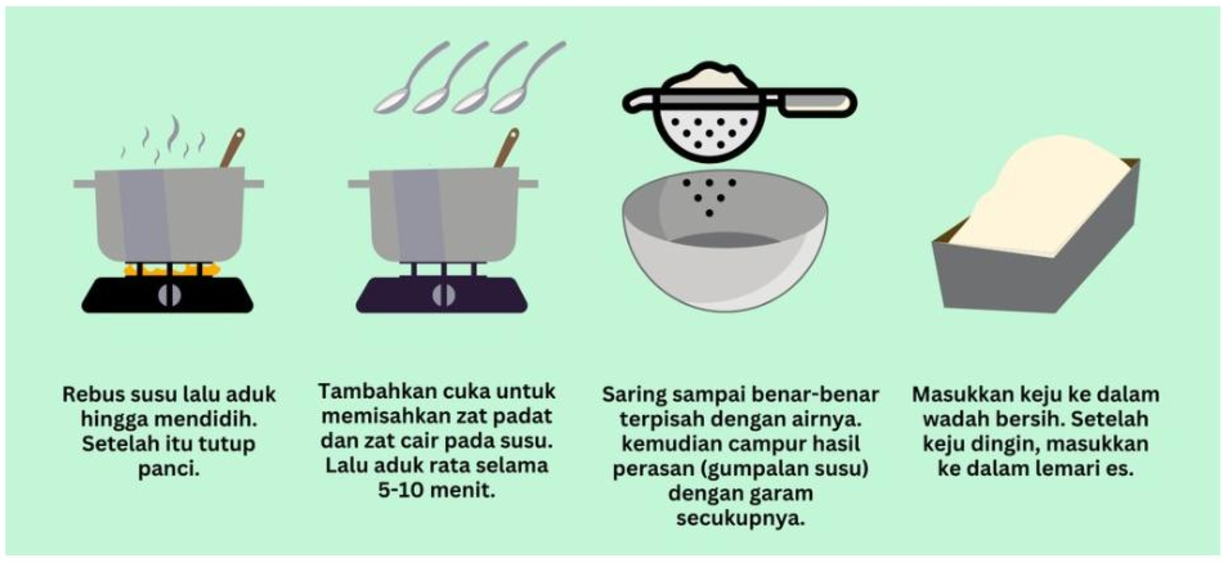 Rebus susu lalu aduk
hingga mendidih.
Setelah itu tutup
panci.
Tambahkan cuka untuk
memisahkan zat padat
dan zat cair pada susu.
Lalu aduk rata selama
5-10 menit.
Saring sampai benar-benar
terpisah dengan airnya.
kemudian campur hasil
perasan (gumpalan susu)
dengan garam
secukupnya.
Masukkan keju ke dalam
wadah bersih. Setelah
keju dingin, masukkan
ke dalam lemari es.